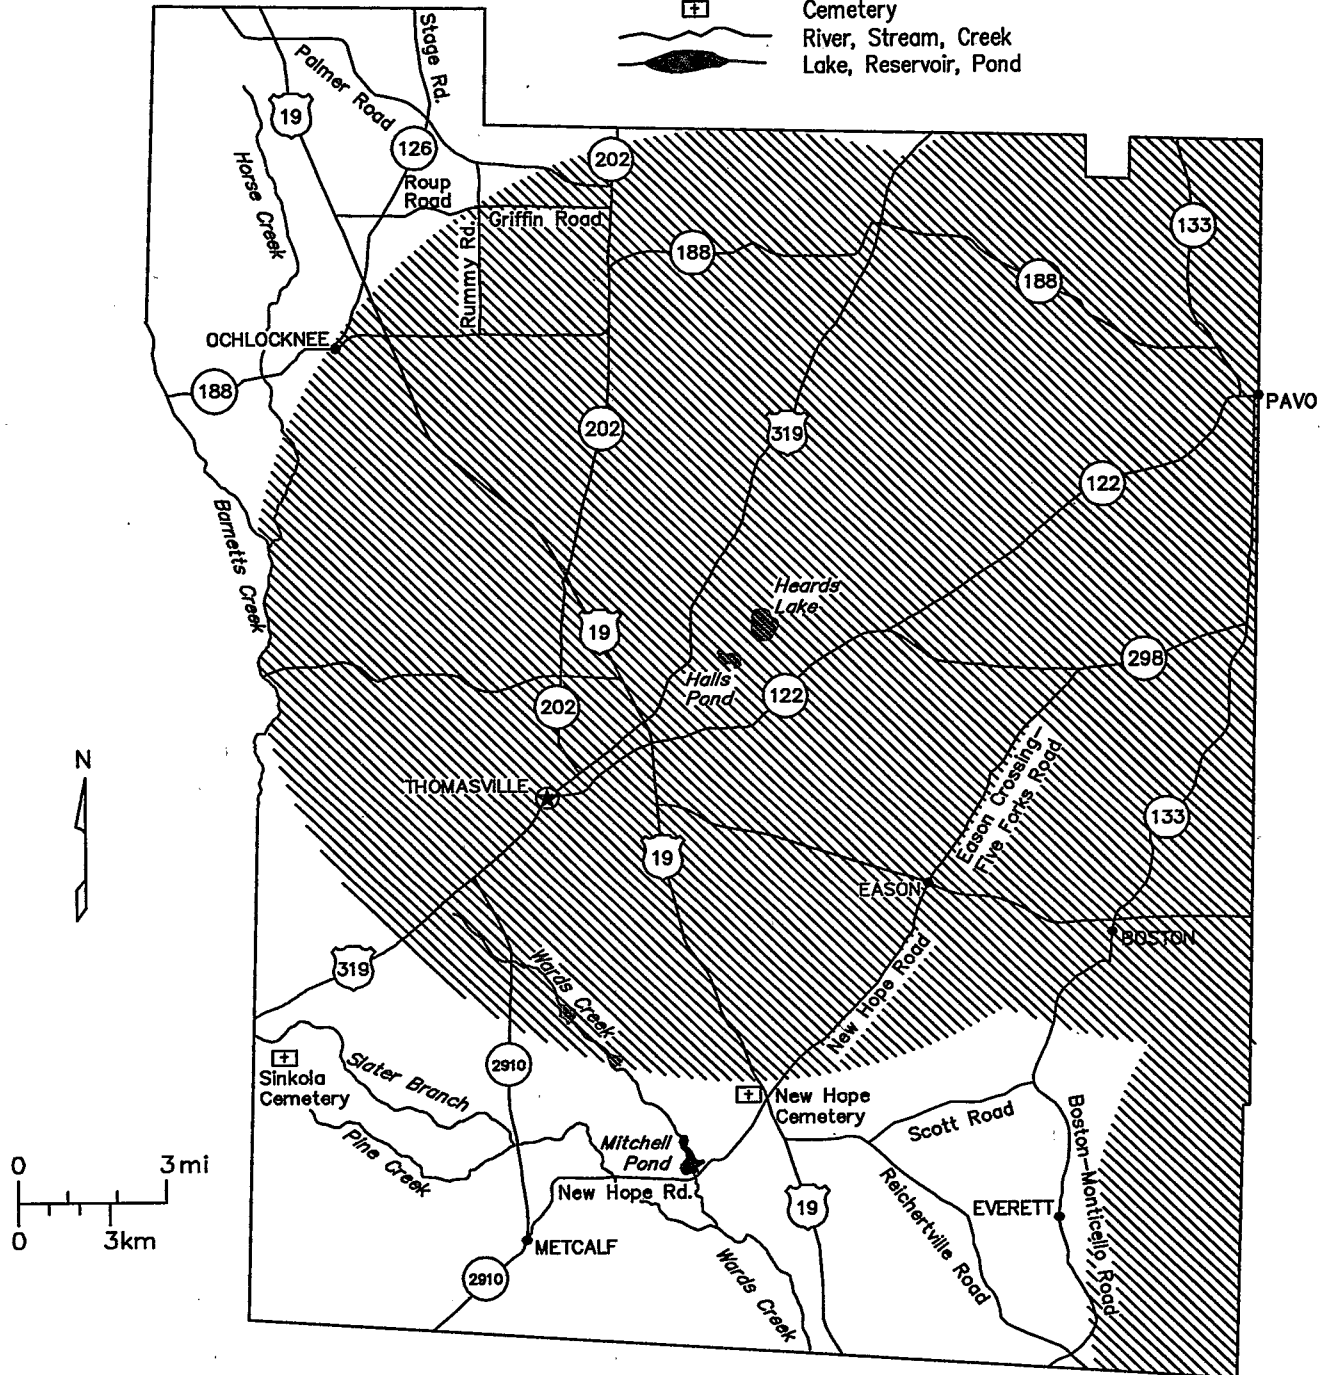 Cemetery
River, Stream, Creek
Lake, Reservoir, Pond
Stage Rd.
Palmer Road
19
126
202
Roup
Road
Horse Creek
Griffin Road
Rummy Rd.
188
133
188
OCHLOCKNEE
188
PAVO
202
319
122
Barnetts Creek
Heards
Lake
19
Halls
Pond
298
202
122
N
THOMASVILLE
Eason Crossing-
Five Forks Road
133
19
EASON
BOSTON
319
Wards Creek
New Hope Road
2910
Sinkola
Cemetery
Slater Branch
New Hope
Cemetery
Scott Road
Boston-Monticello Road
Pine Creek
Mitchell
Pond
0 3mi
0 3km
New Hope Rd.
19
Reichertville Road
EVERETT
METCALF
2910
Wards Creek